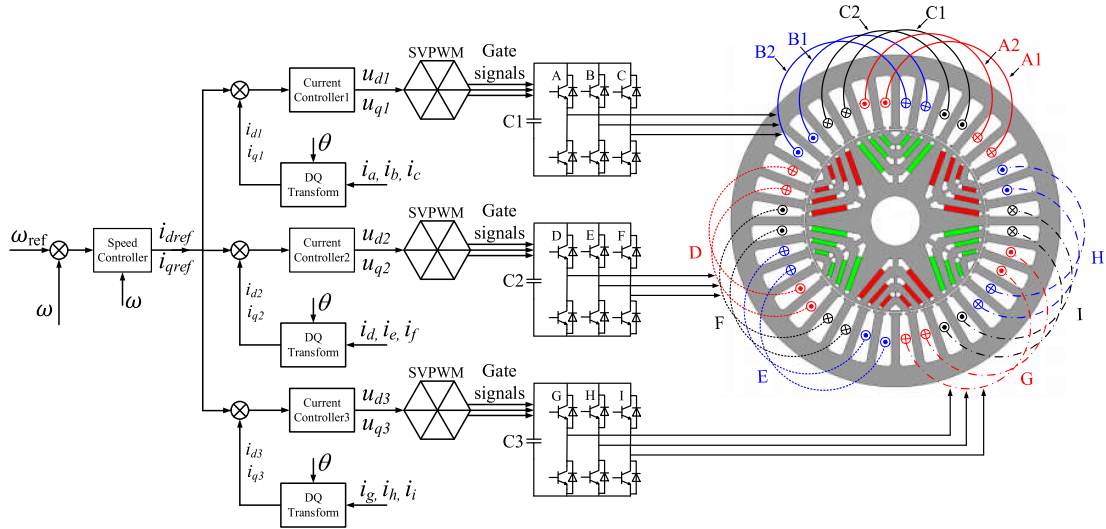 SVPWM
Gate
signals
Current
Controller1
u_d1
u_q1
i_d1
i_q1
θ
DQ
Transform
i_a, i_b, i_c
A B C
C1
ω_ref
ω
Speed
Controller
ω
i_dref
i_qref
SVPWM
Gate
signals
Current
Controller2
u_d2
u_q2
i_d2
i_q2
θ
DQ
Transform
i_d, i_e, i_f
D E F
C2
SVPWM
Gate
signals
Current
Controller3
u_d3
u_q3
i_d3
i_q3
θ
DQ
Transform
i_g, i_h, i_i
G H I
C3
C2 C1
B1
B2
A2
A1
D
F
E
H
I
G